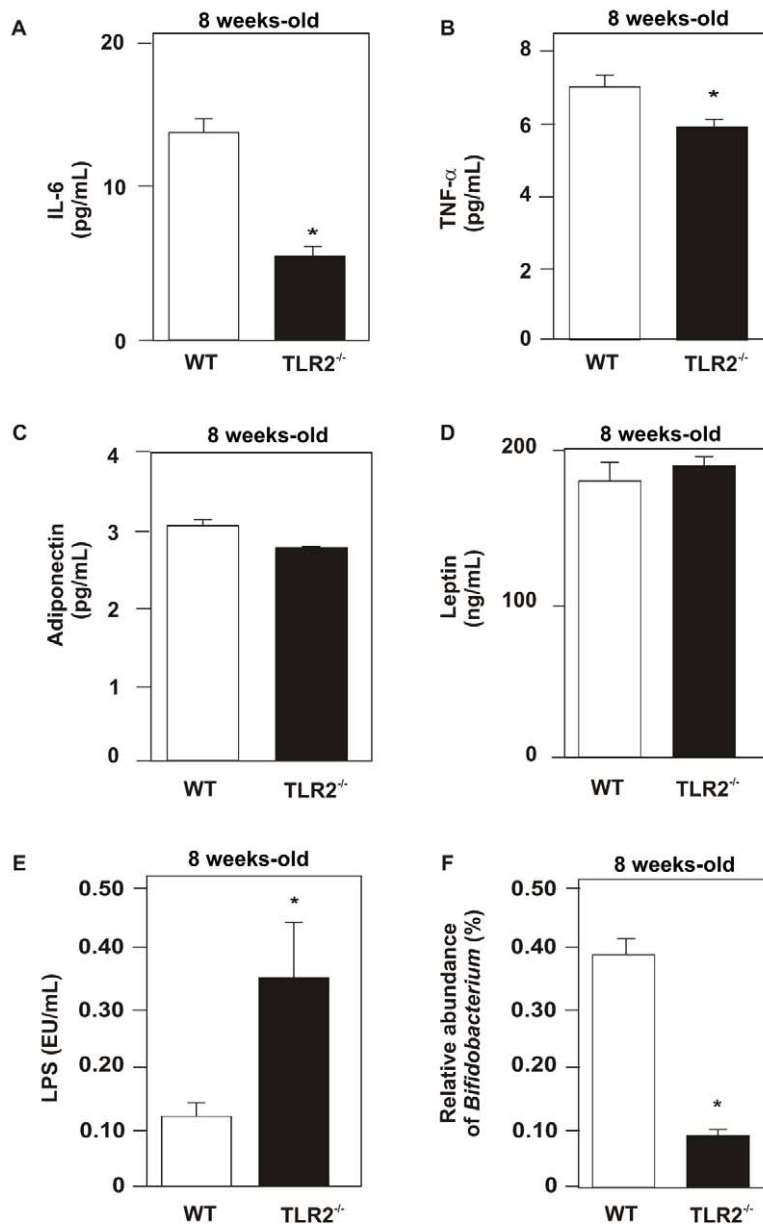 A
8 weeks-old
20
10
0
IL-6
(pg/mL)
*
WT
TLR2-/-
B
8 weeks-old
8
6
4
2
0
TNF-α
(pg/mL)
*
WT
TLR2-/-
C
8 weeks-old
4
3
2
1
0
Adiponectin
(pg/mL)
WT
TLR2-/-
D
8 weeks-old
200
100
0
Leptin
(ng/mL)
WT
TLR2-/-
E
8 weeks-old
0.50
0.40
0.30
0.20
0.10
0
LPS (EU/mL)
*
WT
TLR2-/-
F
8 weeks-old
0.50
0.40
0.30
0.20
0.10
0
Relative abundance
of Bifidobacterium (%)
*
WT
TLR2-/-